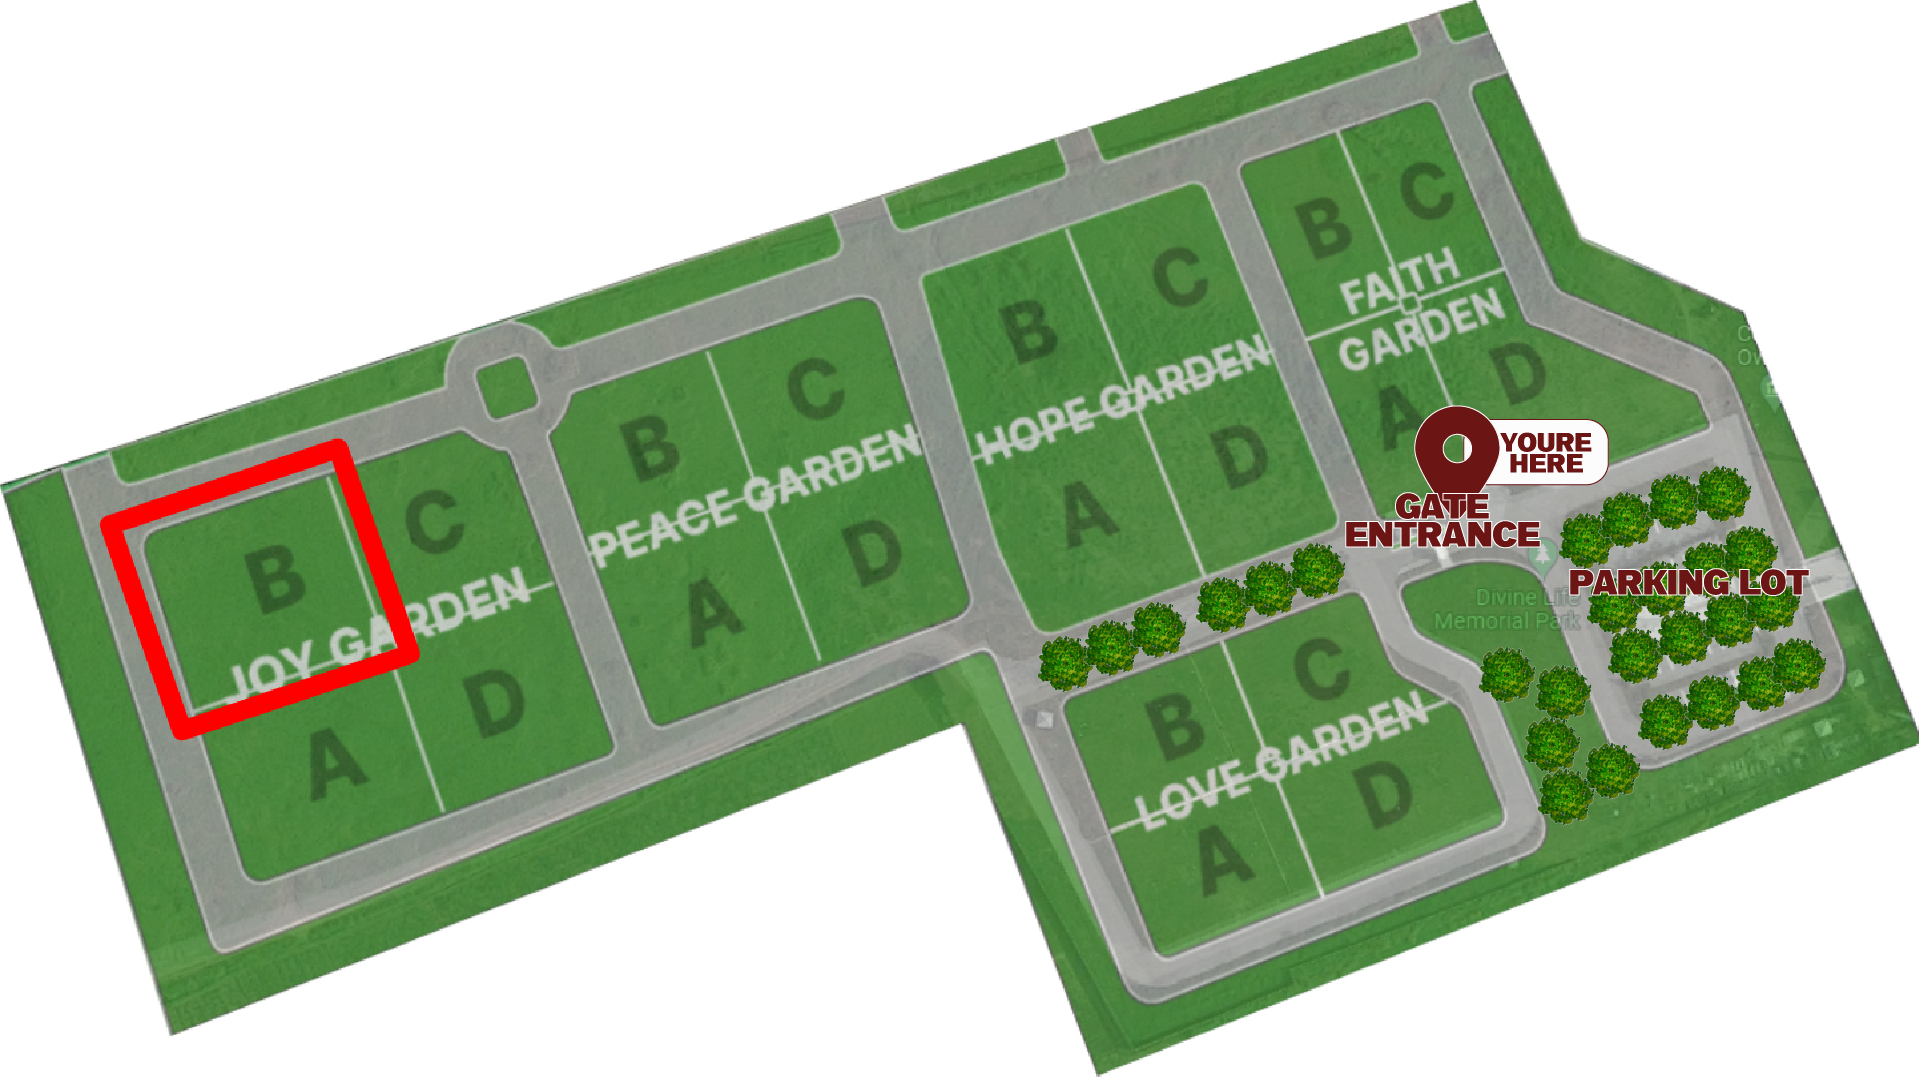 B
C
FAITH
GARDEN
A
D
B
C
HOPE GARDEN
A
D
B
C
PEACE GARDEN
A
D
B
C
JOY GARDEN
A
D
B
C
LOVE GARDEN
A
D
YOURE
HERE
GATE
ENTRANCE
PARKING LOT
Divine Life
Memorial Park